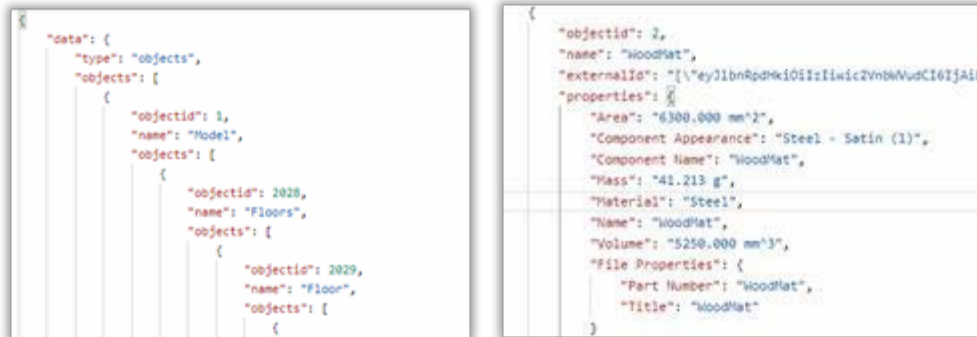 {
"data": {
"type": "objects",
"objects": [
{
"objectid": 1,
"name": "Model",
"objects": [
{
"objectid": 2028,
"name": "Floors",
"objects": [
{
"objectid": 2029,
"name": "Floor",
"objects": [
{
{
"objectid": 2,
"name": "WoodMat",
"externalId":
"properties": {
"Area": "6300.000 mm^2",
"Component Appearance": "Steel - Satin (1)",
"Component Name": "WoodMat",
"Mass": "41.213 g",
"Material": "Steel",
"Name": "WoodMat",
"Volume": "5250.000 mm^3",
"File Properties": {
"Part Number": "WoodMat",
"Title": "WoodMat"
}